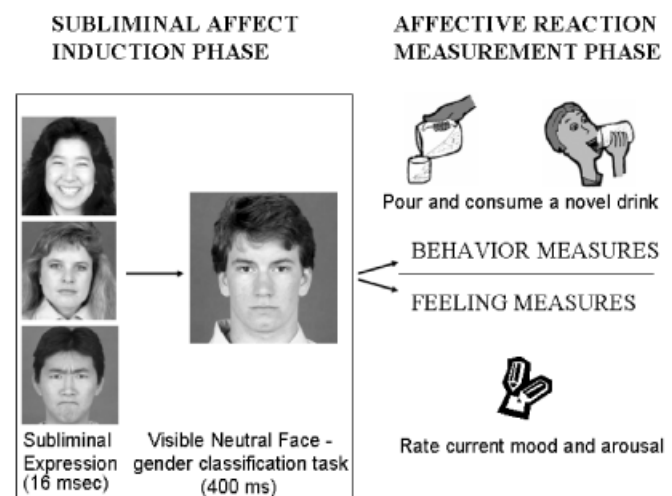 SUBLIMINAL AFFECT
INDUCTION PHASE
Subliminal
Expression
(16 msec)
Visible Neutral Face -
gender classification task
(400 ms)
AFFECTIVE REACTION
MEASUREMENT PHASE
Pour and consume a novel drink
BEHAVIOR MEASURES
FEELING MEASURES
Rate current mood and arousal